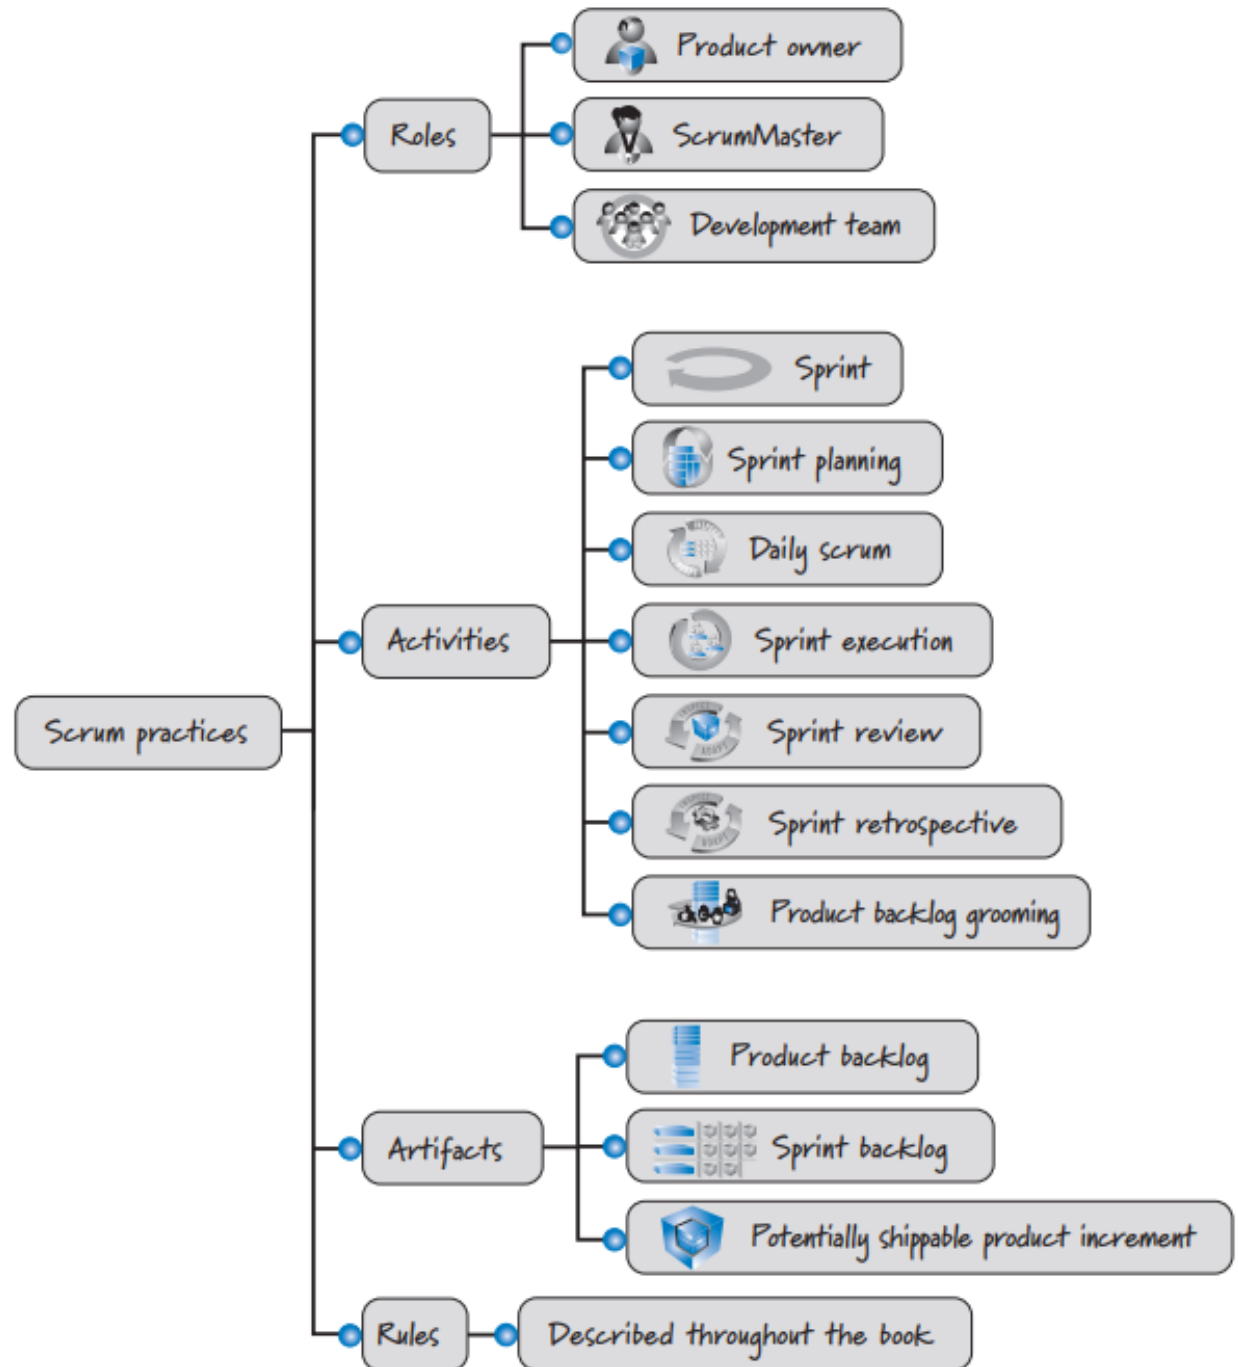 Product owner
Roles
ScrumMaster
Development team
Sprint
Sprint planning
Daily scrum
Activities
Sprint execution
Scrum practices
Sprint review
Sprint retrospective
Product backlog grooming
Product backlog
Artifacts
Sprint backlog
Potentially shippable product increment
Rules
Described throughout the book